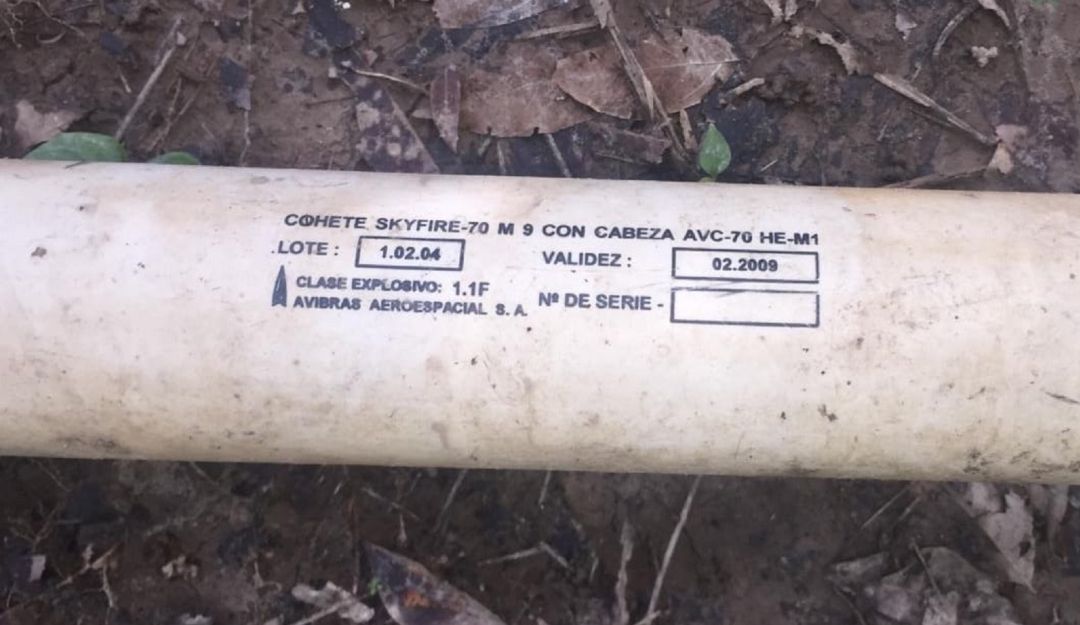 COHETE SKYFIRE-70 M 9 CON CABEZA AVC-70 HE-M1
LOTE : 1.02.04 VALIDEZ : 02.2009
CLASE EXPLOSIVO: 1.1F
AVIBRAS AEROESPACIAL S. A. Nº DE SERIE -